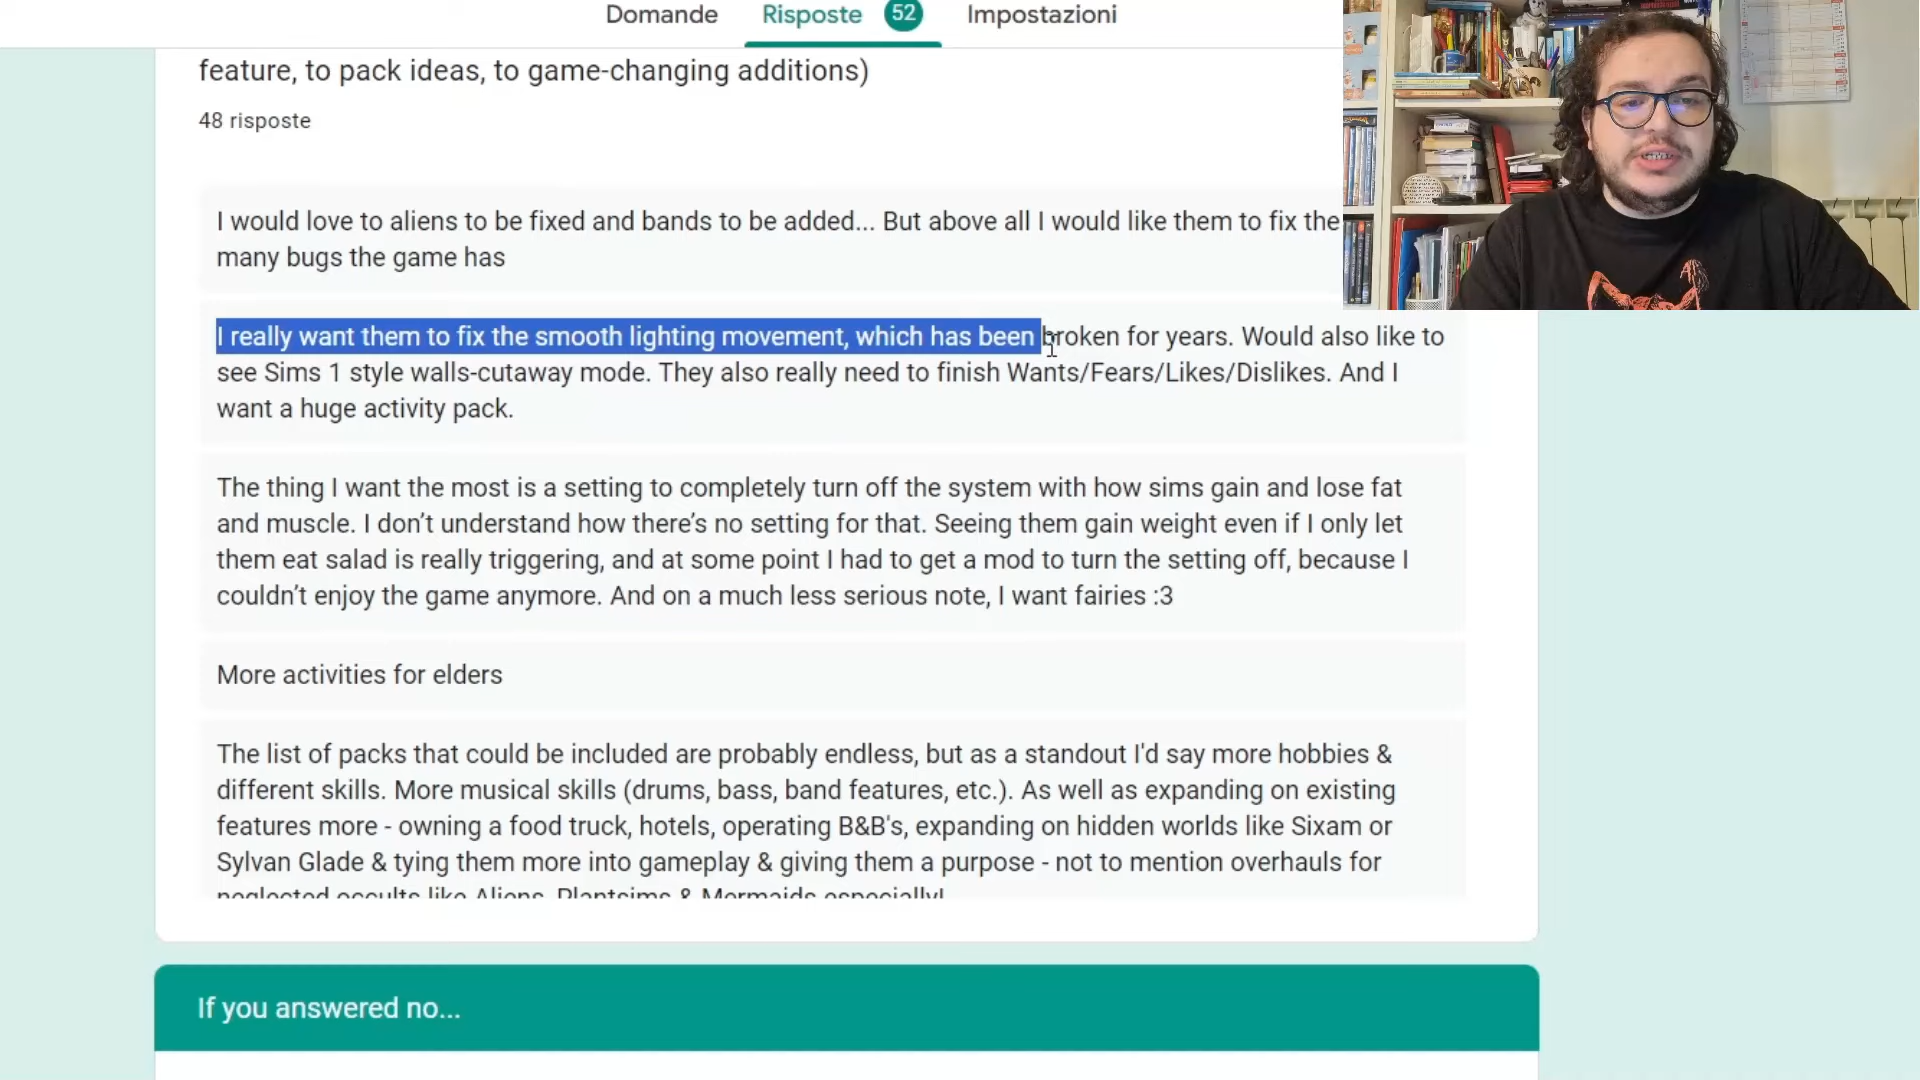 Domande Risposte 52 Impostazioni
feature, to pack ideas, to game-changing additions)
48 risposte
I would love to aliens to be fixed and bands to be added... But above all I would like them to fix the
many bugs the game has
I really want them to fix the smooth lighting movement, which has been broken for years. Would also like to
see Sims 1 style walls-cutaway mode. They also really need to finish Wants/Fears/Likes/Dislikes. And I
want a huge activity pack.
The thing I want the most is a setting to completely turn off the system with how sims gain and lose fat
and muscle. I don’t understand how there’s no setting for that. Seeing them gain weight even if I only let
them eat salad is really triggering, and at some point I had to get a mod to turn the setting off, because I
couldn’t enjoy the game anymore. And on a much less serious note, I want fairies :3
More activities for elders
The list of packs that could be included are probably endless, but as a standout I'd say more hobbies &
different skills. More musical skills (drums, bass, band features, etc.). As well as expanding on existing
features more - owning a food truck, hotels, operating B&B's, expanding on hidden worlds like Sixam or
Sylvan Glade & tying them more into gameplay & giving them a purpose - not to mention overhauls for
neglected occults like Aliens, Plantsims & Mermaids especially!
If you answered no...